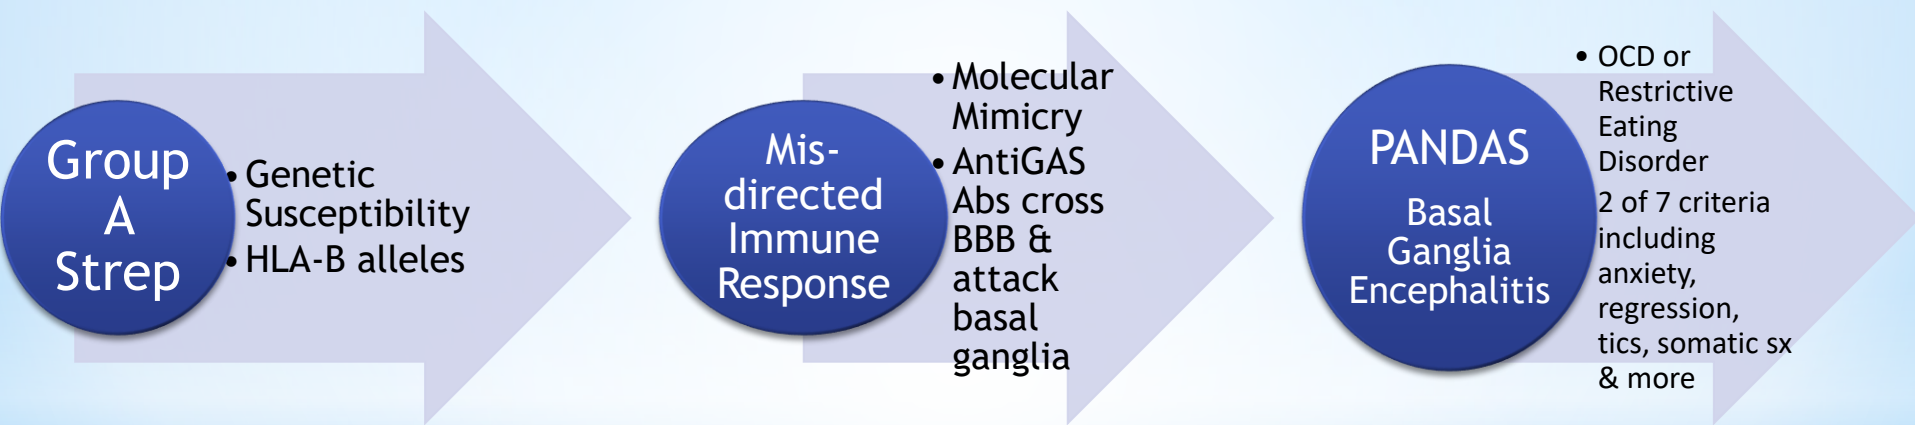 Group
A
Strep
• Genetic
Susceptibility
• HLA-B alleles
Mis-
directed
Immune
Response
• Molecular
Mimicry
• AntiGAS
Abs cross
BBB &
attack
basal
ganglia
PANDAS
Basal
Ganglia
Encephalitis
• OCD or
Restrictive
Eating
Disorder
2 of 7 criteria
including
anxiety,
regression,
tics, somatic sx
& more